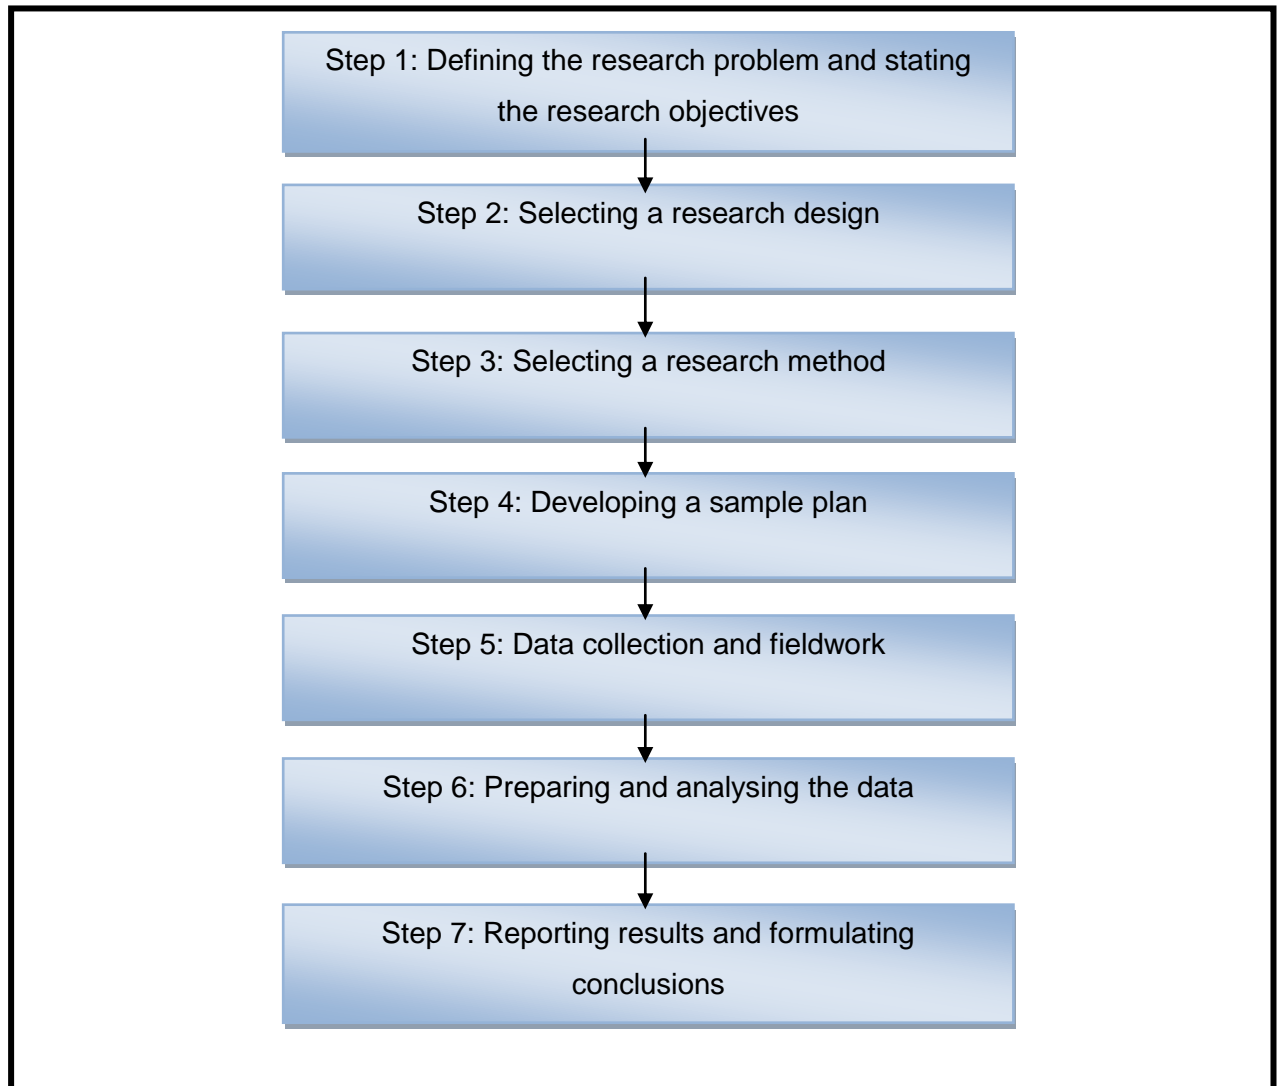 Step 1: Defining the research problem and stating
the research objectives
Step 2: Selecting a research design
Step 3: Selecting a research method
Step 4: Developing a sample plan
Step 5: Data collection and fieldwork
Step 6: Preparing and analysing the data
Step 7: Reporting results and formulating
conclusions